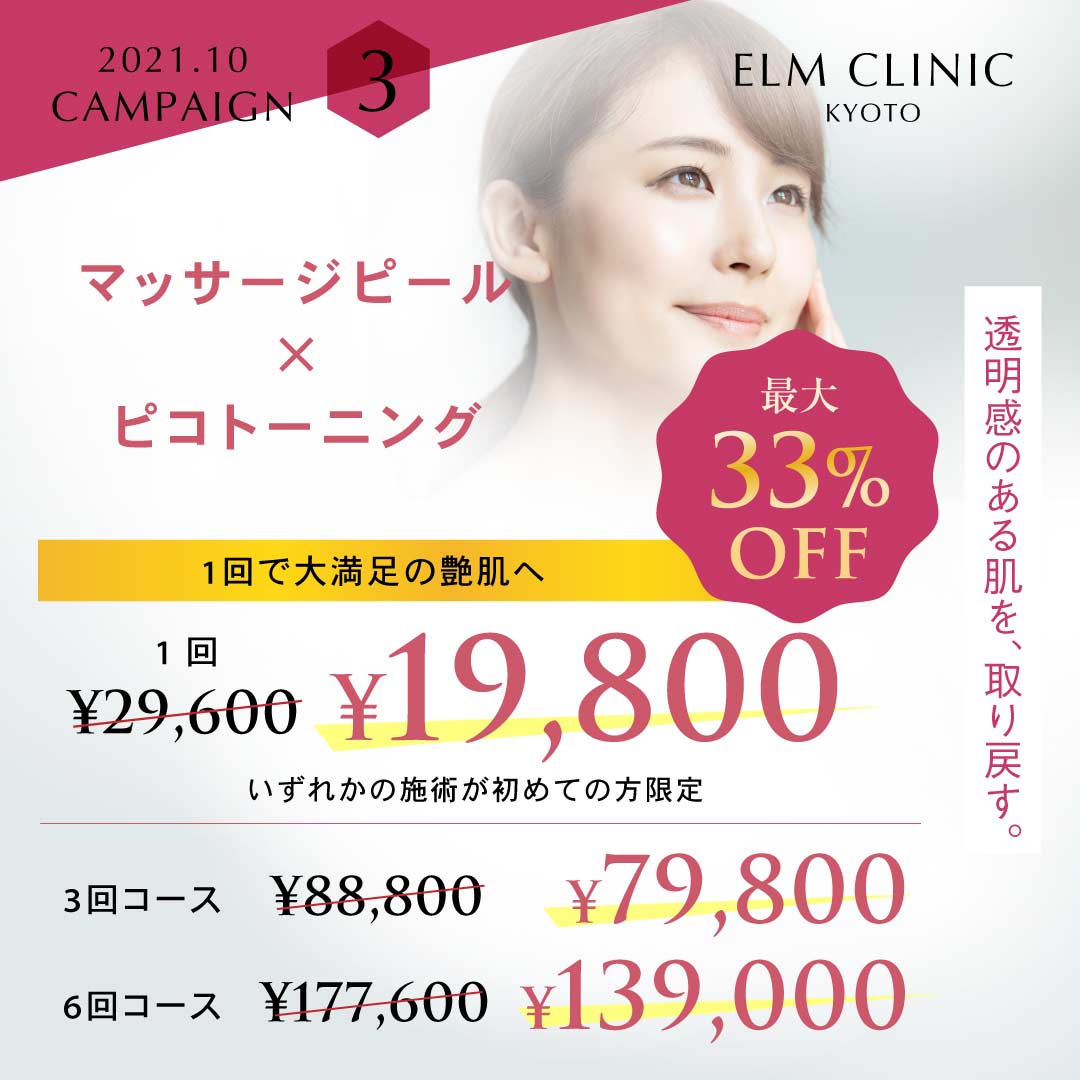 2021.10
CAMPAIGN
3
ELM CLINIC
KYOTO
マッサージピール
×
ピコトーニング
最大
33%
OFF
透明感のある肌を、取り戻す。
1回で大満足の艶肌へ
1回
¥29,600 ¥19,800
いずれかの施術が初めての方限定
3回コース ¥88,800 ¥79,800
6回コース ¥177,600 ¥139,000